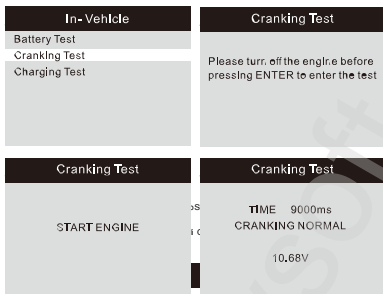 In-Vehicle
Battery Test
Cranking Test
Charging Test
Cranking Test
Please turn off the engine before
pressing ENTER to enter the test
Cranking Test
START ENGINE
Cranking Test
TIME 9000ms
CRANKING NORMAL
10.68V